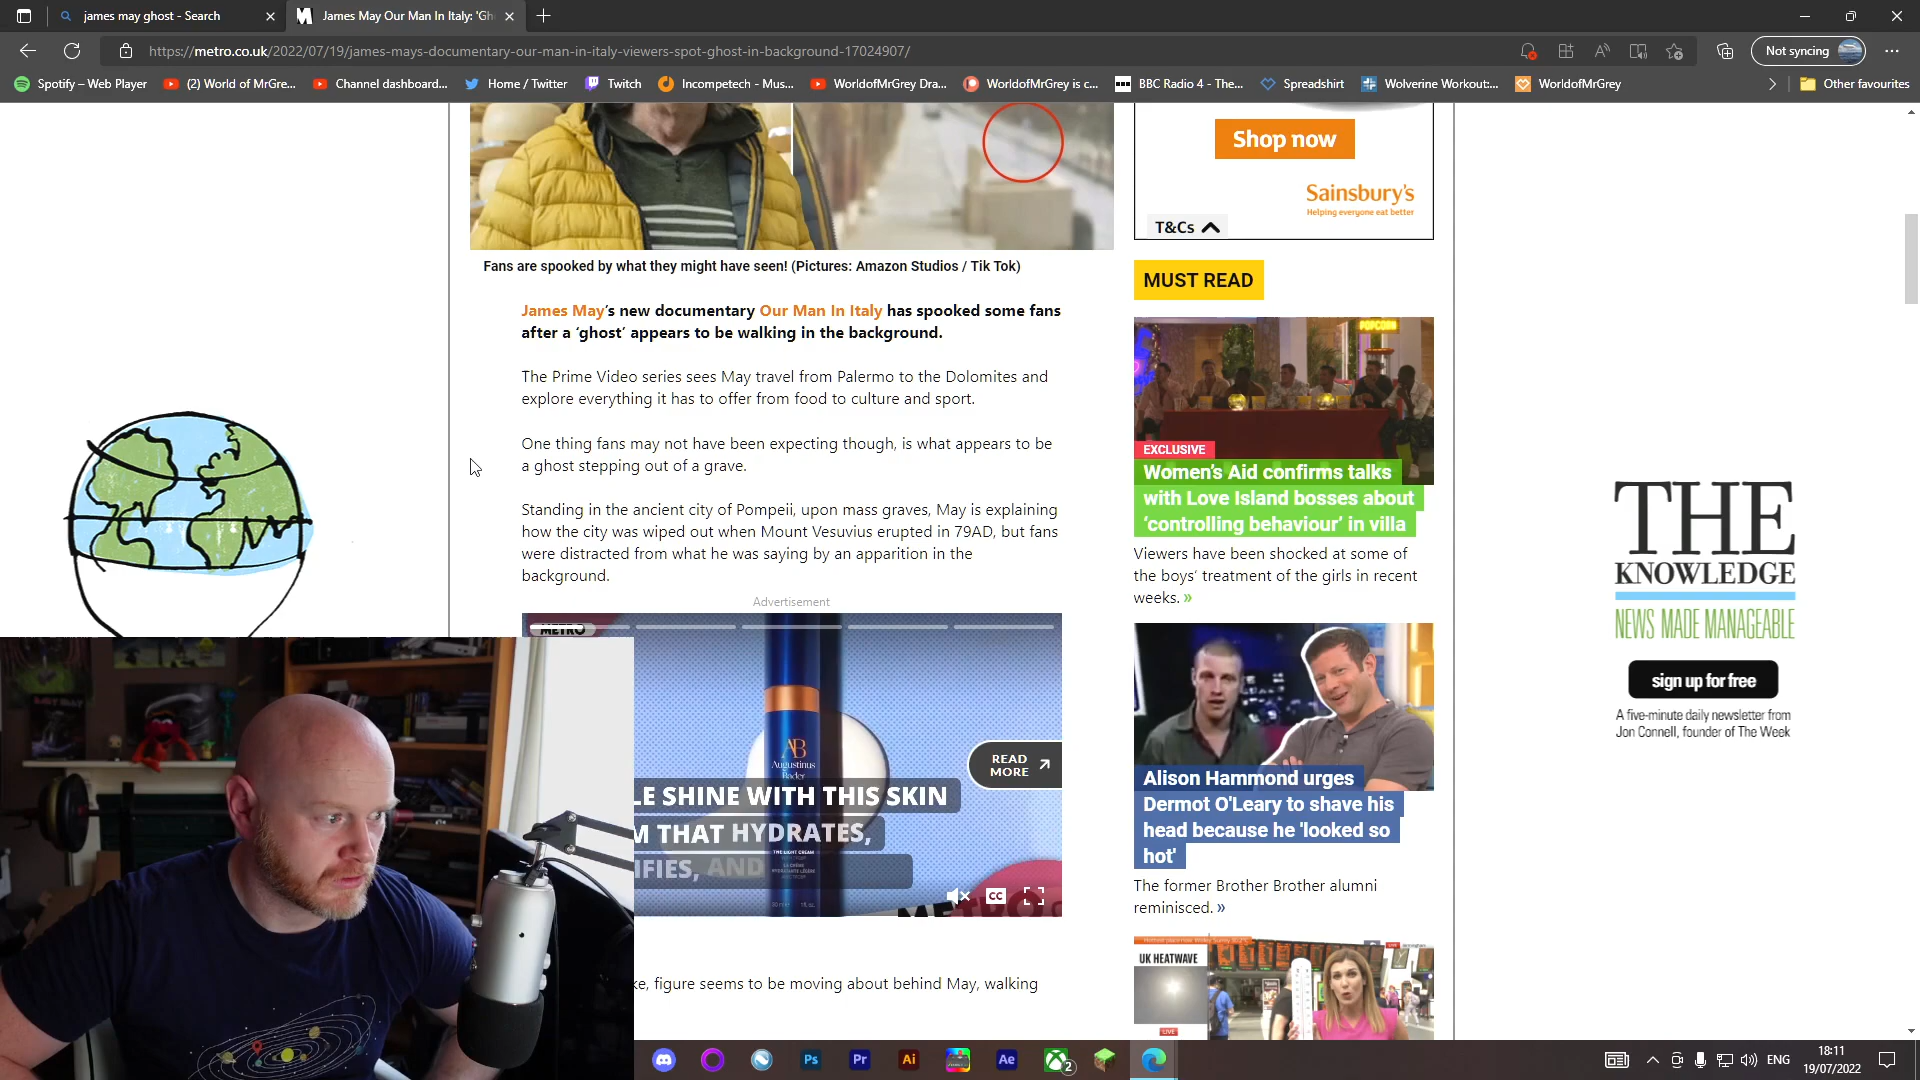 james may ghost - Search
James May Our Man In Italy: 'Gh
https://metro.co.uk/2022/07/19/james-mays-documentary-our-man-in-italy-viewers-spot-ghost-in-background-17024907/
Not syncing
Spotify – Web Player
(2) World of MrGre...
Channel dashboard...
Home / Twitter
Twitch
Incompetech - Mus...
WorldofMrGrey Dra...
WorldofMrGrey is c...
BBC Radio 4 - The...
Spreadshirt
Wolverine Workout:...
WorldofMrGrey
Other favourites
Fans are spooked by what they might have seen! (Pictures: Amazon Studios / Tik Tok)
James May's new documentary Our Man In Italy has spooked some fans
after a 'ghost' appears to be walking in the background.
The Prime Video series sees May travel from Palermo to the Dolomites and
explore everything it has to offer from food to culture and sport.
One thing fans may not have been expecting though, is what appears to be
a ghost stepping out of a grave.
Standing in the ancient city of Pompeii, upon mass graves, May is explaining
how the city was wiped out when Mount Vesuvius erupted in 79AD, but fans
were distracted from what he was saying by an apparition in the
background.
Advertisement
METRO
AB
Augustinus
Bader
READ
MORE
LE SHINE WITH THIS SKIN
M THAT HYDRATES,
IFIES, AND
THE LIGHT CREAM
CC
ke, figure seems to be moving about behind May, walking
Shop now
Sainsbury's
Helping everyone eat better
T&Cs
MUST READ
POPCORN
EXCLUSIVE
Women's Aid confirms talks
with Love Island bosses about
'controlling behaviour' in villa
Viewers have been shocked at some of
the boys' treatment of the girls in recent
weeks. »
Alison Hammond urges
Dermot O'Leary to shave his
head because he 'looked so
hot'
The former Brother Brother alumni
reminisced. »
UK HEATWAVE
LIVE
THE
KNOWLEDGE
NEWS MADE MANAGEABLE
sign up for free
A five-minute daily newsletter from
Jon Connell, founder of The Week
Ps
Pr
Ai
Ae
2
ENG
18:11
19/07/2022